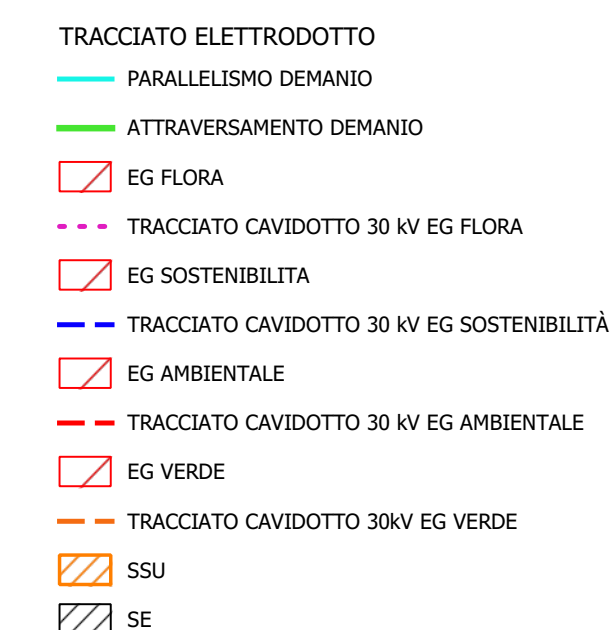 TRACCIATO ELETTRODOTTO
PARALLELISMO DEMANIO
ATTRAVERSAMENTO DEMANIO
EG FLORA
TRACCIATO CAVIDOTTO 30 kV EG FLORA
EG SOSTENIBILITA
TRACCIATO CAVIDOTTO 30 kV EG SOSTENIBILITÀ
EG AMBIENTALE
TRACCIATO CAVIDOTTO 30 kV EG AMBIENTALE
EG VERDE
TRACCIATO CAVIDOTTO 30kV EG VERDE
SSU
SE